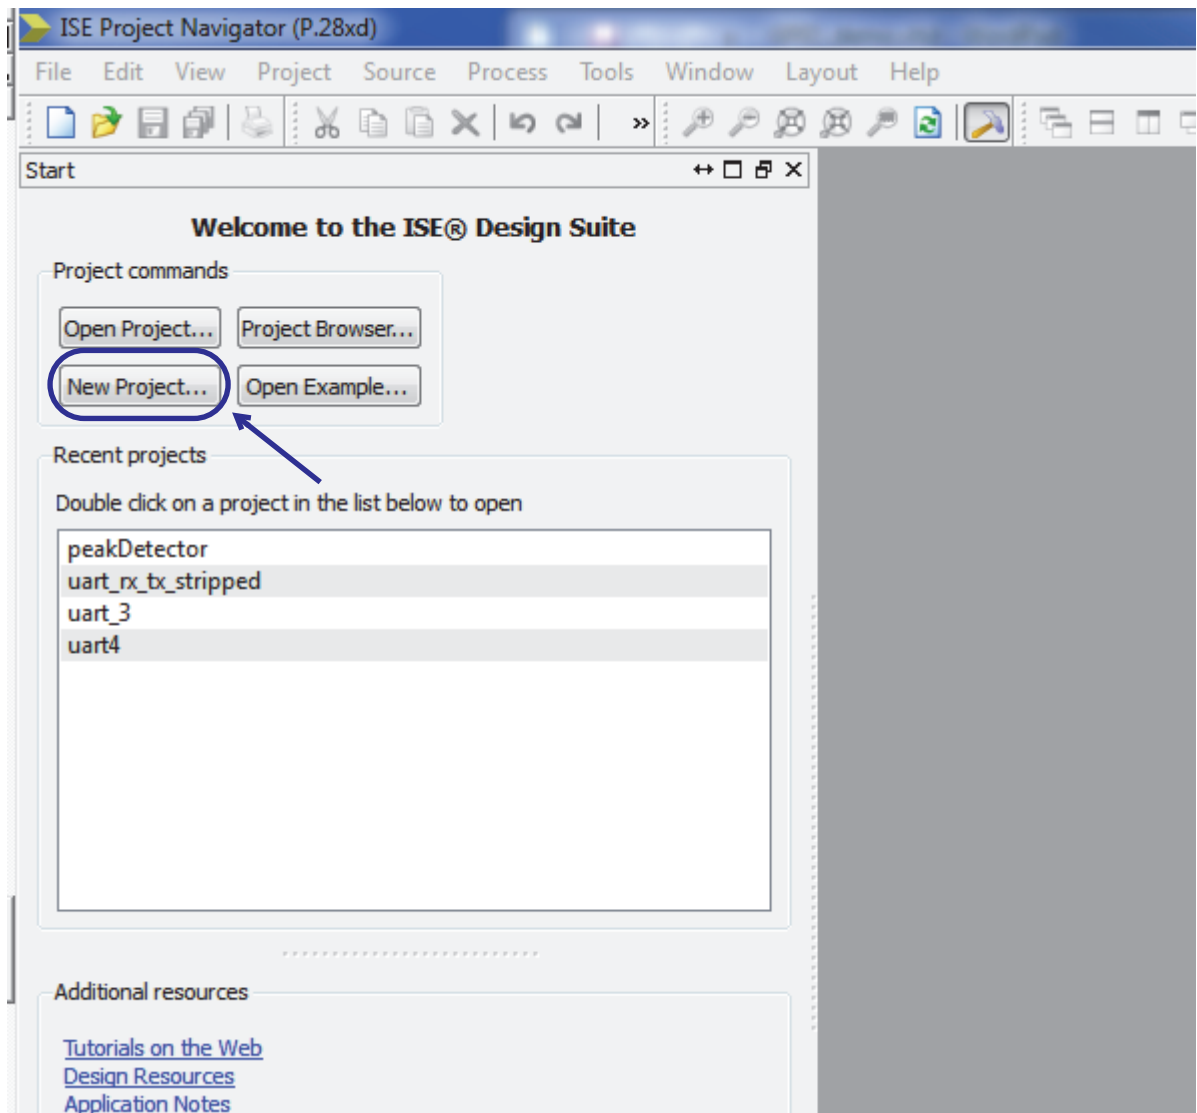 ISE Project Navigator (P.28xd)
File Edit View Project Source Process Tools Window Layout Help
»
Start
Welcome to the ISE® Design Suite
Project commands
Open Project... Project Browser...
New Project... Open Example...
Recent projects
Double click on a project in the list below to open
peakDetector
uart_rx_tx_stripped
uart_3
uart4
Additional resources
Tutorials on the Web
Design Resources
Application Notes